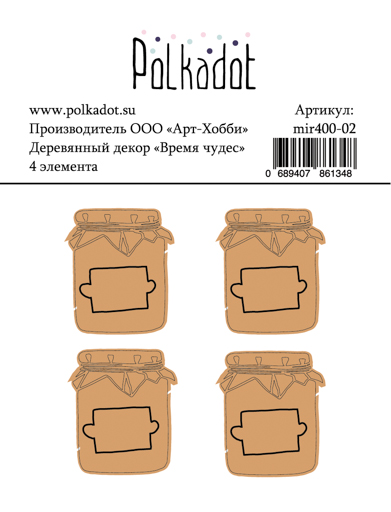 Polkadot
www.polkadot.su
Артикул:
Производитель ООО «Арт-Хобби»
mir400-02
Деревянный декор «Время чудес»
4 элемента
0 689407 861348